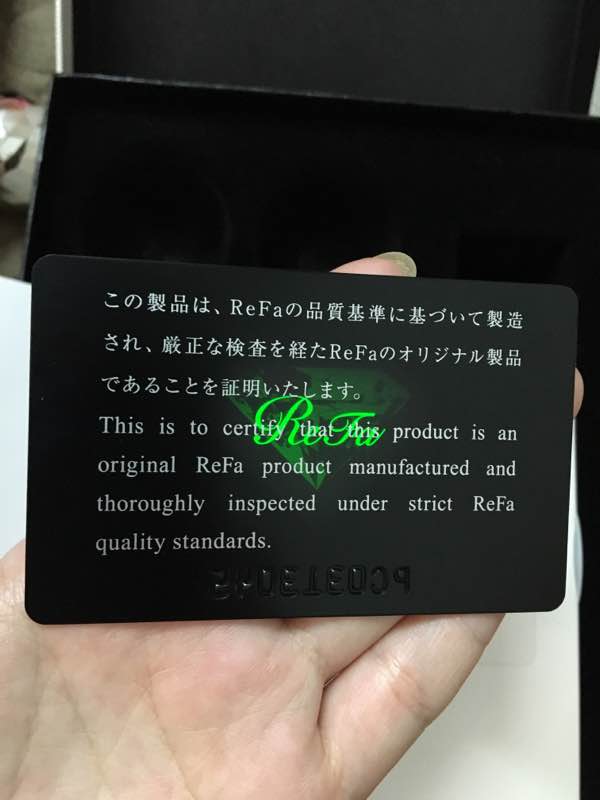 この製品は、ReFaの品質基準に基づいて製造
され、厳正な検査を経たReFaのオリジナル製品
であることを証明いたします。
ReFa
This is to certify that this product is an
original ReFa product manufactured and
thoroughly inspected under strict ReFa
quality standards.